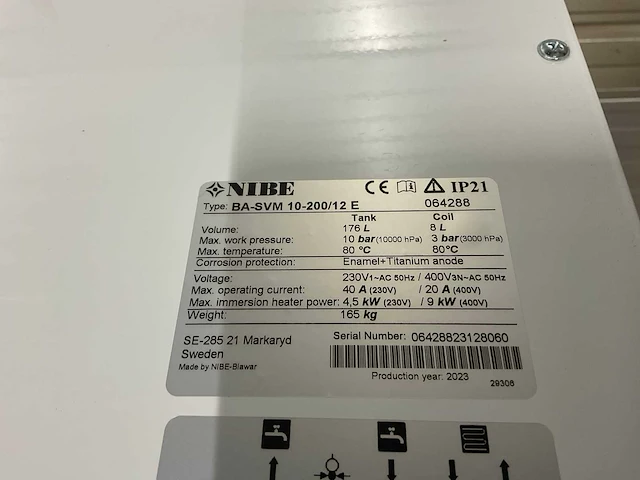 NIBE CE IP21
Type: BA-SVM 10-200/12 E 064288
Tank Coil
Volume: 176 L 8 L
Max. work pressure: 10 bar(10000 hPa) 3 bar(3000 hPa)
Max. temperature: 80 °C 80°C
Corrosion protection: Enamel+Titanium anode
Voltage: 230V1~AC 50Hz / 400V3N~AC 50Hz
Max. operating current: 40 A (230V) / 20 A (400V)
Max. immersion heater power: 4,5 kW (230V) / 9 kW (400V)
Weight: 165 kg
SE-285 21 Markaryd
Sweden
Made by NIBE-Biawar
Serial Number: 06428823128060
Production year: 2023
29306